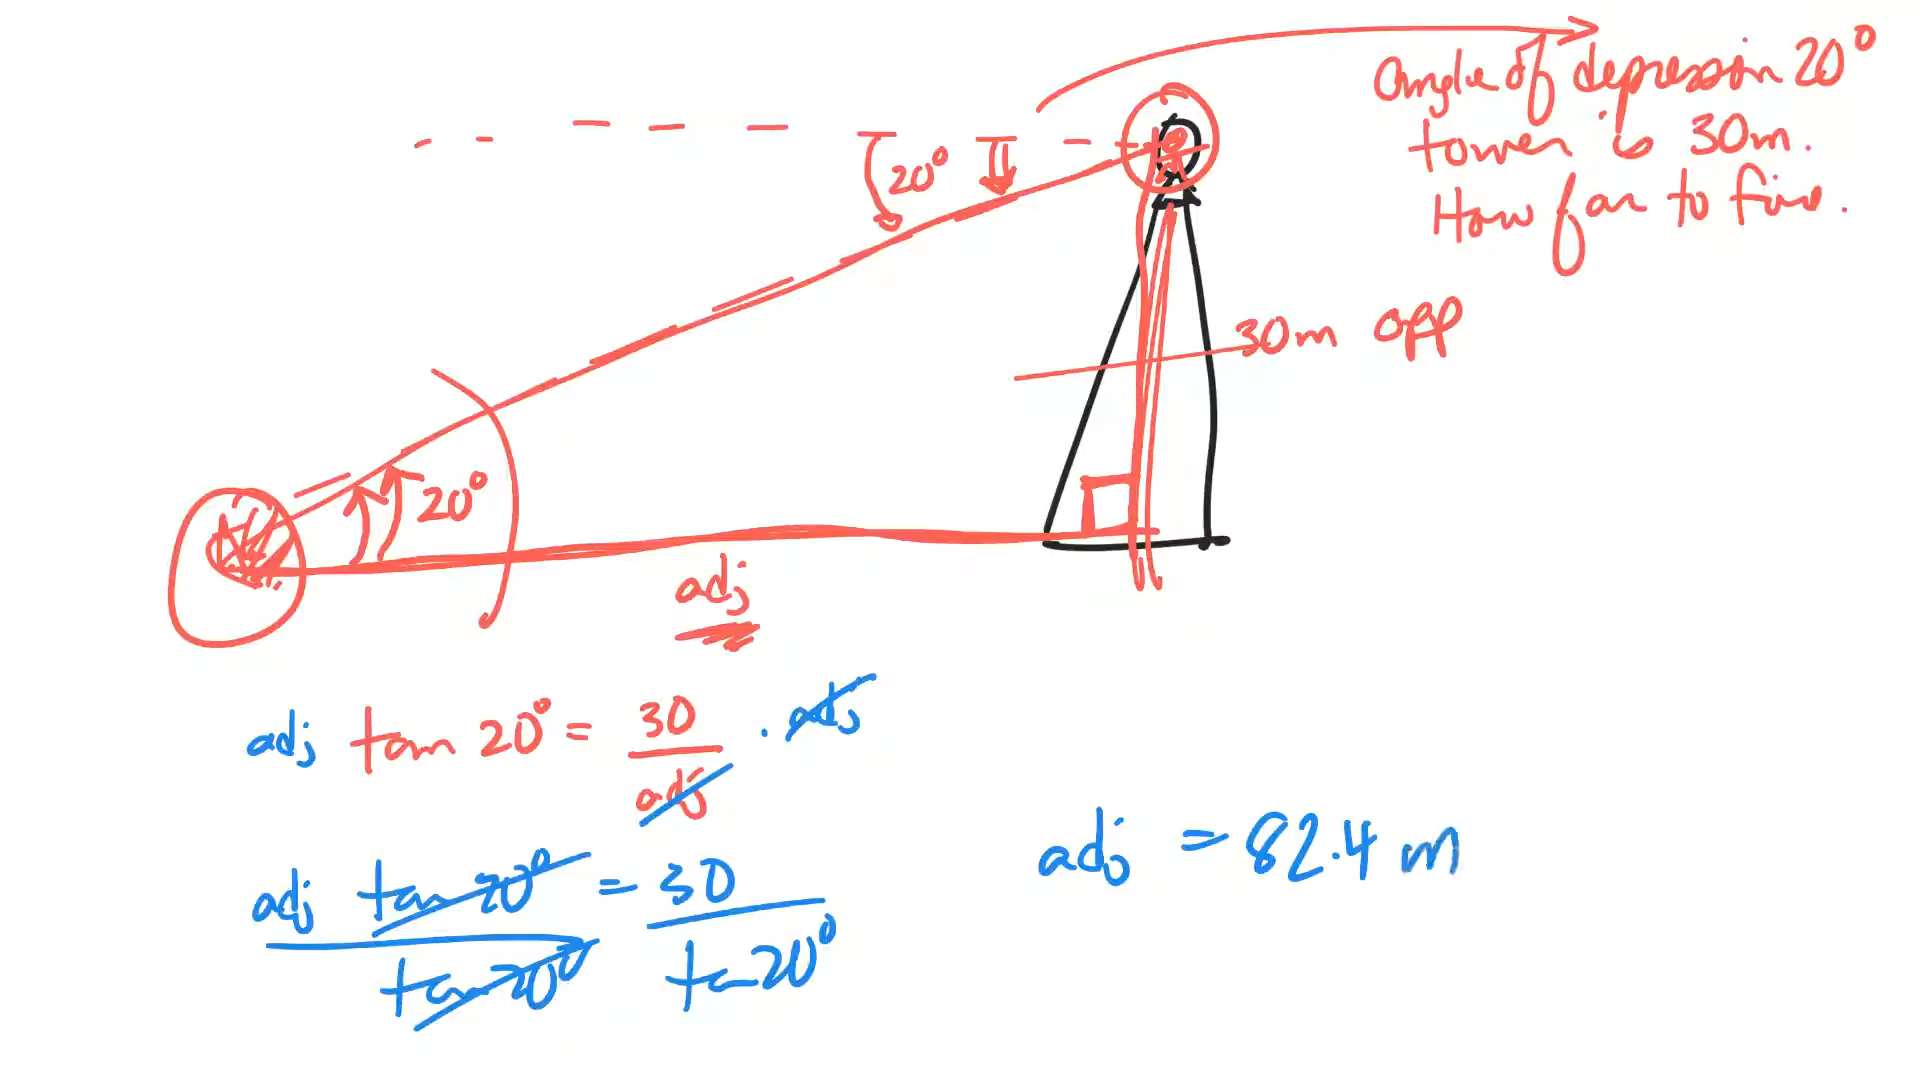 Angle of depression 20°
tower is 30m.
How far to fire.
20°
30m opp
20°
adj
adj tan 20° = 30/adj . adj
adj tan 20° / tan 20° = 30 / tan 20°
adj = 82.4 m